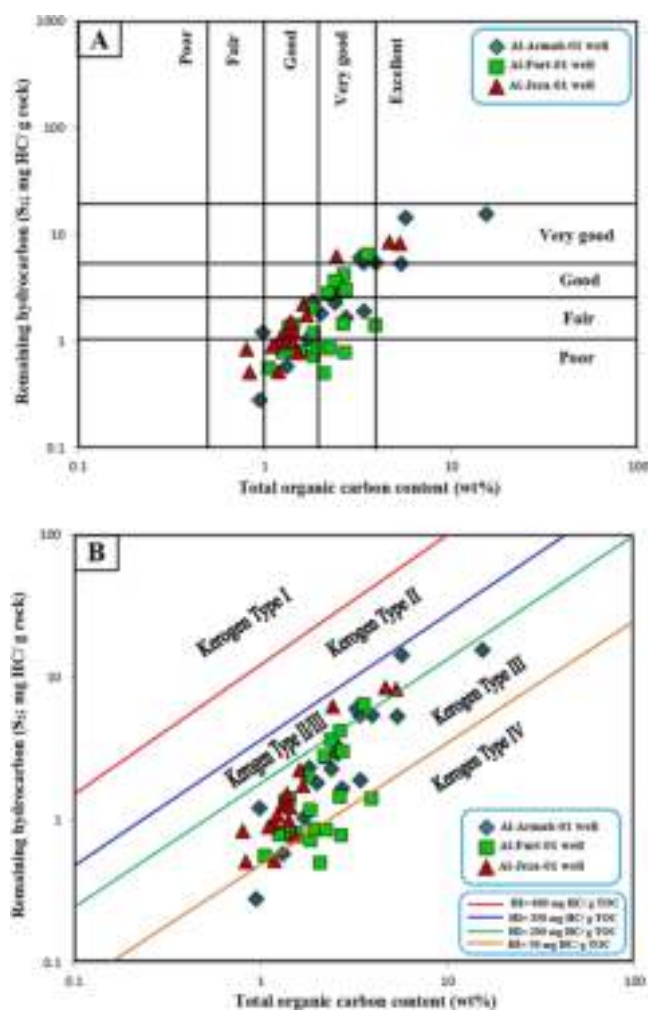 A
Remaining hydrocarbon (S₂; mg HC/ g rock)
1000
100
10
1
0.1
Poor
Fair
Good
Very good
Excellent
Al-Armah-01 well
Al-Fart-01 well
Al-Jeza-01 well
Very good
Good
Fair
Poor
0.1
1
10
100
Total organic carbon content (wt%)
B
Remaining hydrocarbon (S₂; mg HC/ g rock)
100
10
1
0.1
Kerogen Type I
Kerogen Type II
Kerogen Type II/III
Kerogen Type III
Kerogen Type IV
Al-Armah-01 well
Al-Fart-01 well
Al-Jeza-01 well
HI= 600 mg HC/ g TOC
HI= 350 mg HC/ g TOC
HI= 200 mg HC/ g TOC
HI= 50 mg HC/ g TOC
0.1
1
10
100
Total organic carbon content (wt%)